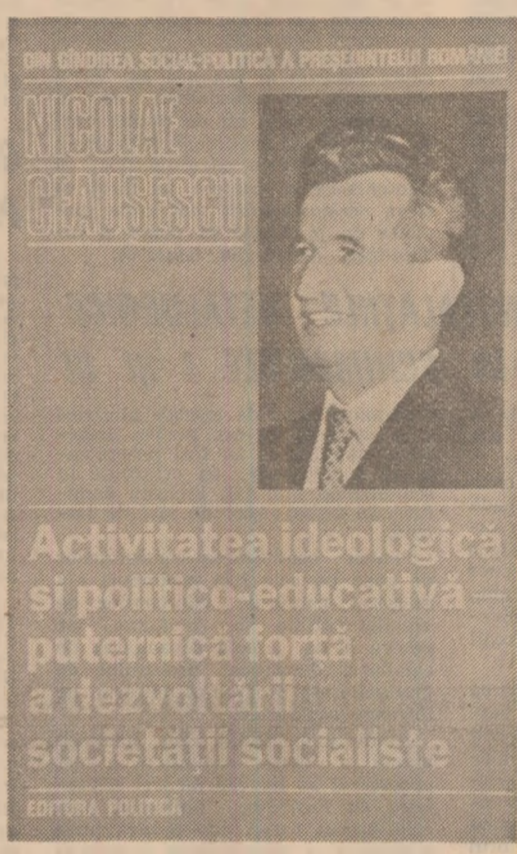 DIN GÎNDIREA SOCIAL-POLITICĂ A PREȘEDINTELUI ROMÂNIEI
NICOLAE
CEAUSESCU
Activitatea ideologică
și politico-educativă —
puternică forță
a dezvoltării
societății socialiste
EDITURA POLITICĂ